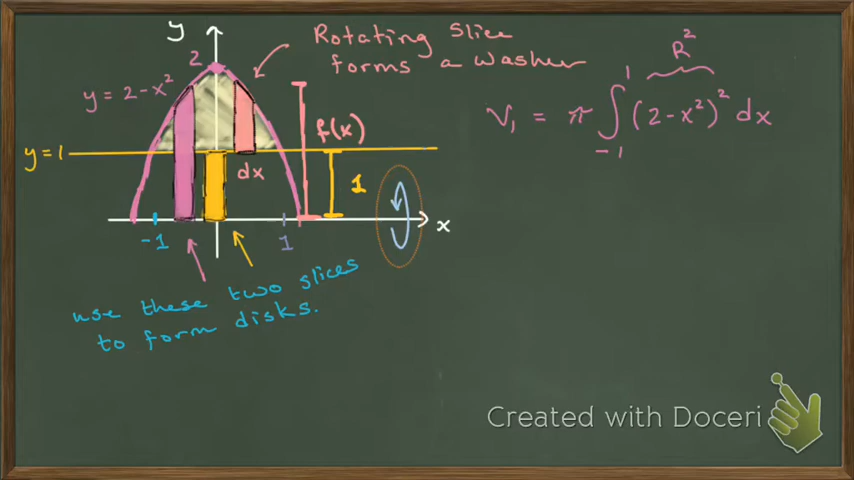 y
2
Rotating slice
forms a washer
y = 2 - x²
R²
V₁ = π ∫₋₁¹ (2 - x²)² dx
f(x)
y = 1
dx
1
x
-1
1
use these two slices
to form disks.
Created with Doceri